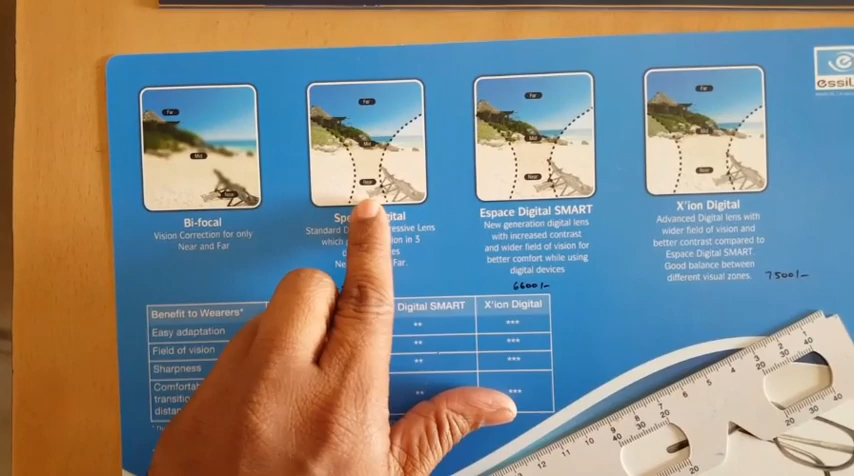 essil
Far
Mid
Near
Far
Mid
Near
Far
Mid
Near
Far
Mid
Near
Bi-focal
Vision Correction for only
Near and Far
Digital
Standard
Lens
which
in 3
Far.
Espace Digital SMART
New generation digital lens
with increased contrast
and wider field of vision for
better comfort while using
digital devices
6600/-
X'ion Digital
Advanced Digital lens with
wider field of vision and
better contrast compared to
Espace Digital SMART.
Good balance between
different visual zones.
7500/-
Benefit to Wearers* Digital SMART X'ion Digital
Easy adaptation ** ***
Field of vision ** ***
Sharpness ** ***
** ***
transition